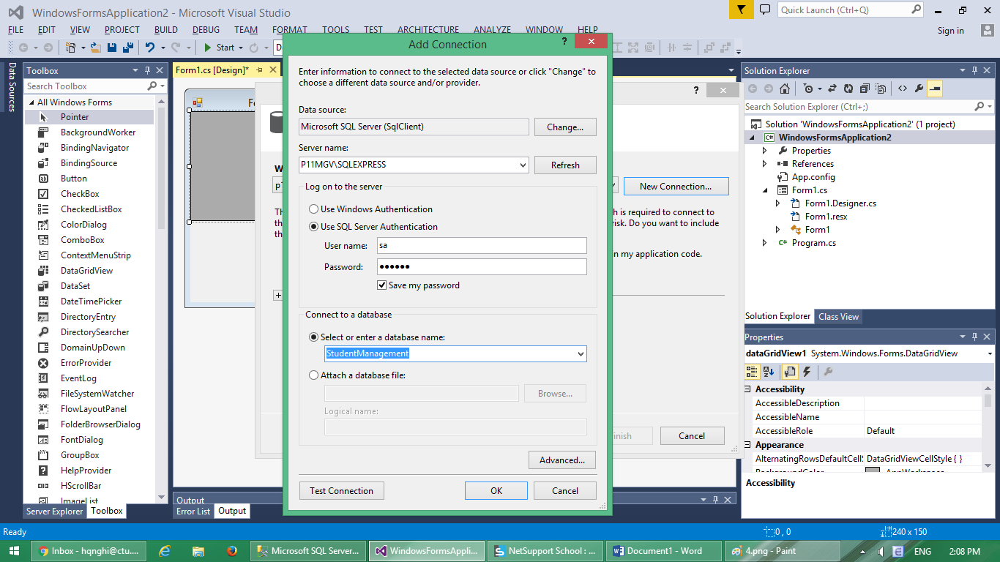 WindowsFormsApplication2 - Microsoft Visual Studio
Quick Launch (Ctrl+Q)
FILE EDIT VIEW PROJECT BUILD DEBUG TEAM FORMAT TOOLS TEST ARCHITECTURE ANALYZE WINDOW HELP
Sign in
Start
Data Sources
Toolbox
Search Toolbox
All Windows Forms
Pointer
BackgroundWorker
BindingNavigator
BindingSource
Button
CheckBox
CheckedListBox
ColorDialog
ComboBox
ContextMenuStrip
DataGridView
DataSet
DateTimePicker
DirectoryEntry
DirectorySearcher
DomainUpDown
ErrorProvider
EventLog
FileSystemWatcher
FlowLayoutPanel
FolderBrowserDialog
FontDialog
GroupBox
HelpProvider
HScrollBar
ImageList
Server Explorer Toolbox
Form1.cs [Design]*
Add Connection
?
Enter information to connect to the selected data source or click "Change" to
choose a different data source and/or provider.
Data source:
Microsoft SQL Server (SqlClient)
Change...
Server name:
P11MGV\SQLEXPRESS
Refresh
Log on to the server
Use Windows Authentication
Use SQL Server Authentication
User name:
sa
Password:
●●●●●●
Save my password
Connect to a database
Select or enter a database name:
StudentManagement
Attach a database file:
Browse...
Logical name:
Advanced...
Test Connection
OK
Cancel
?
New Connection...
h is required to connect to
risk. Do you want to include
n my application code.
Cancel
Output
Error List Output
Solution Explorer
Search Solution Explorer (Ctrl+;)
Solution 'WindowsFormsApplication2' (1 project)
WindowsFormsApplication2
Properties
References
App.config
Form1.cs
Form1.Designer.cs
Form1.resx
Form1
Program.cs
Solution Explorer Class View
Properties
dataGridView1 System.Windows.Forms.DataGridView
Accessibility
AccessibleDescription
AccessibleName
AccessibleRole Default
Appearance
AlternatingRowsDefaultCellS DataGridViewCellStyle { }
BackgroundColor AppWorkspace
Accessibility
Ready
0 , 0
240 x 150
Inbox - hqnghi@ctu....
Microsoft SQL Server...
WindowsFormsAppli...
NetSupport School : ...
Document1 - Word
4.png - Paint
ENG
2:08 PM